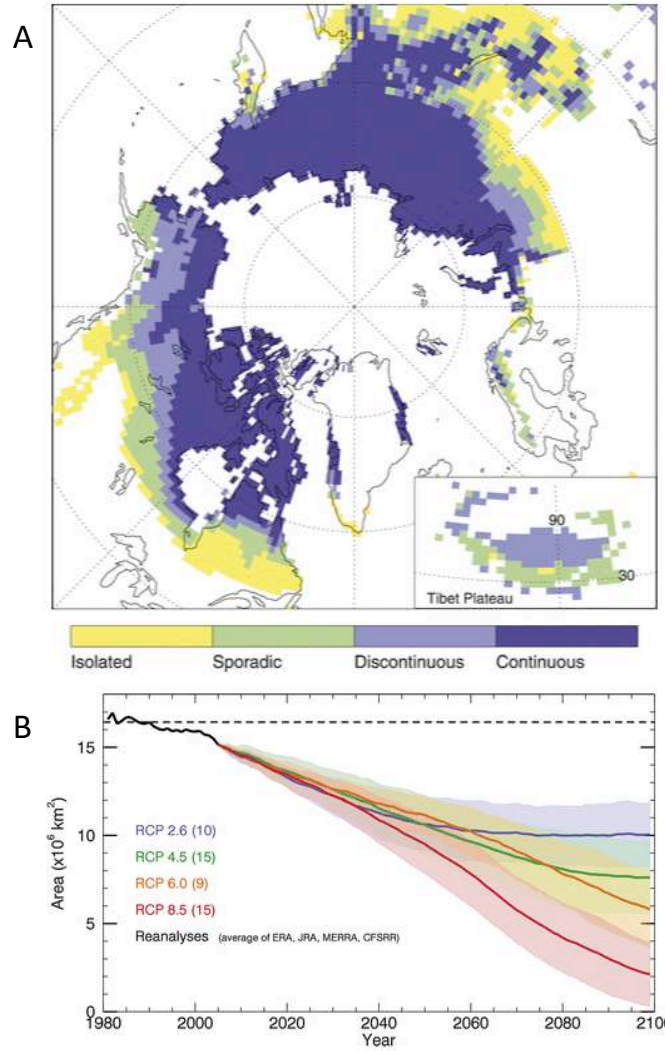 A
90
30
Tibet Plateau
Isolated Sporadic Discontinuous Continuous
B
15
10
5
0
Area (x10⁶ km²)
RCP 2.6 (10)
RCP 4.5 (15)
RCP 6.0 (9)
RCP 8.5 (15)
Reanalyses (average of ERA, JRA, MERRA, CFSRR)
1980 2000 2020 2040 2060 2080 2100
Year